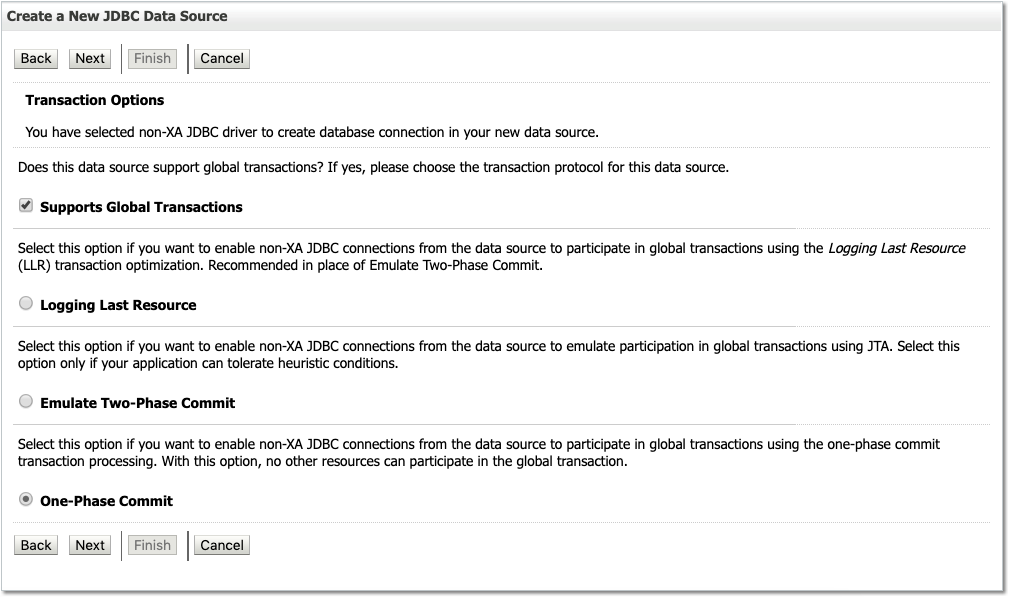 Create a New JDBC Data Source
Back Next Finish Cancel
Transaction Options
You have selected non-XA JDBC driver to create database connection in your new data source.
Does this data source support global transactions? If yes, please choose the transaction protocol for this data source.
Supports Global Transactions
Select this option if you want to enable non-XA JDBC connections from the data source to participate in global transactions using the Logging Last Resource
(LLR) transaction optimization. Recommended in place of Emulate Two-Phase Commit.
Logging Last Resource
Select this option if you want to enable non-XA JDBC connections from the data source to emulate participation in global transactions using JTA. Select this
option only if your application can tolerate heuristic conditions.
Emulate Two-Phase Commit
Select this option if you want to enable non-XA JDBC connections from the data source to participate in global transactions using the one-phase commit
transaction processing. With this option, no other resources can participate in the global transaction.
One-Phase Commit
Back Next Finish Cancel